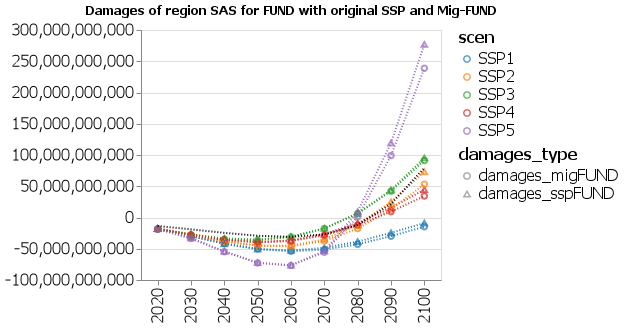 Damages of region SAS for FUND with original SSP and Mig-FUND
300,000,000,000
250,000,000,000
200,000,000,000
150,000,000,000
100,000,000,000
50,000,000,000
0
-50,000,000,000
-100,000,000,000
2020
2030
2040
2050
2060
2070
2080
2090
2100
scen
SSP1
SSP2
SSP3
SSP4
SSP5
damages_type
damages_migFUND
damages_sspFUND